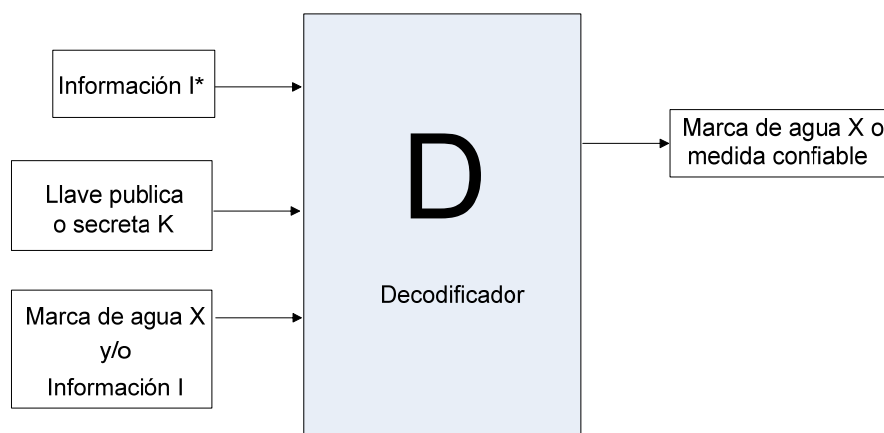 Información I*
Llave publica
o secreta K
Marca de agua X
y/o
Información I
D
Decodificador
Marca de agua X o
medida confiable